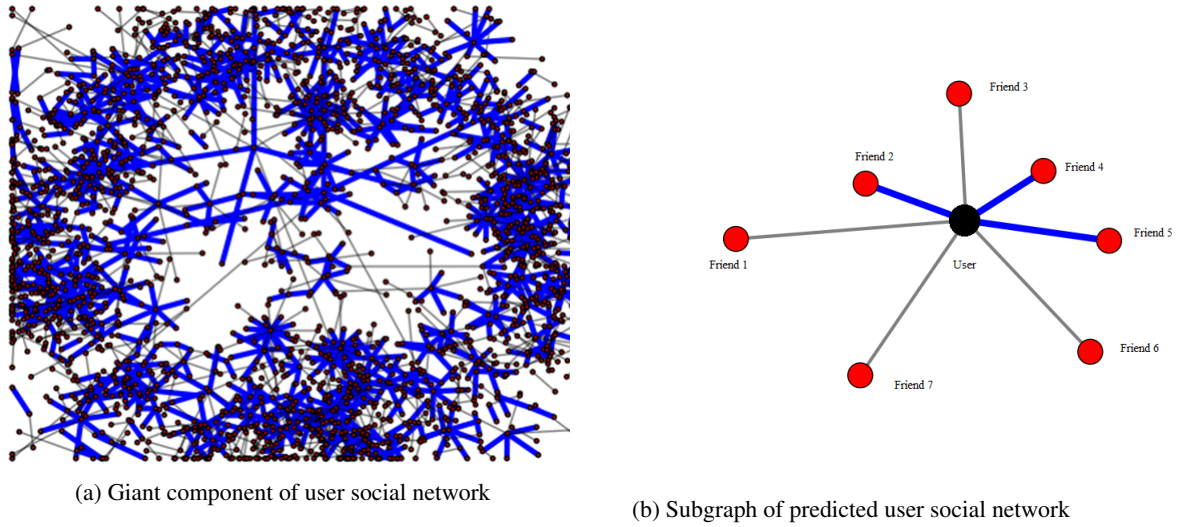 Friend 3
Friend 2
Friend 4
Friend 5
Friend 1
User
Friend 6
Friend 7
(a) Giant component of user social network
(b) Subgraph of predicted user social network